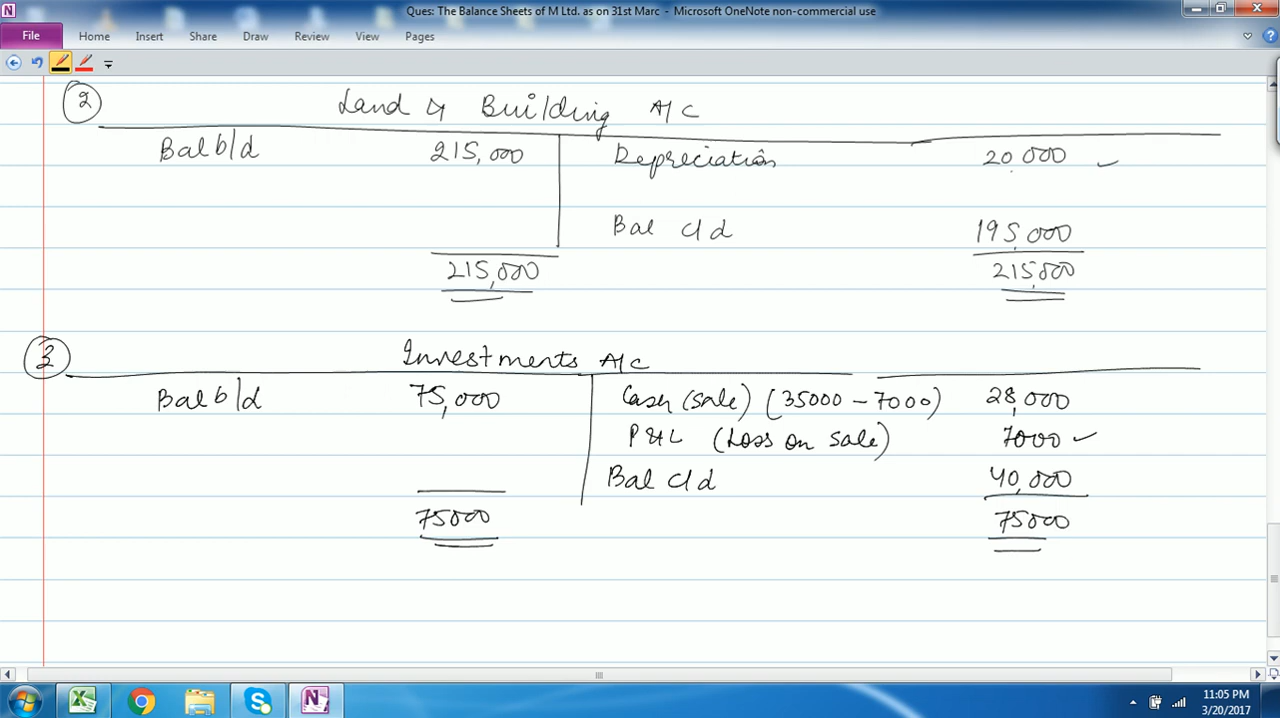 Ques: The Balance Sheets of M Ltd. as on 31st Marc - Microsoft OneNote non-commercial use
File Home Insert Share Draw Review View Pages
2 Land & Building A/C
Bal b/d 215,000 Depreciation 20,000
Bal c/d 195,000
215,000 215,000
3 Investments A/C
Bal b/d 75,000 Cash (sale) (35000 - 7000) 28,000
P&L (Loss on sale) 7000
Bal c/d 40,000
75000 75000
11:05 PM
3/20/2017